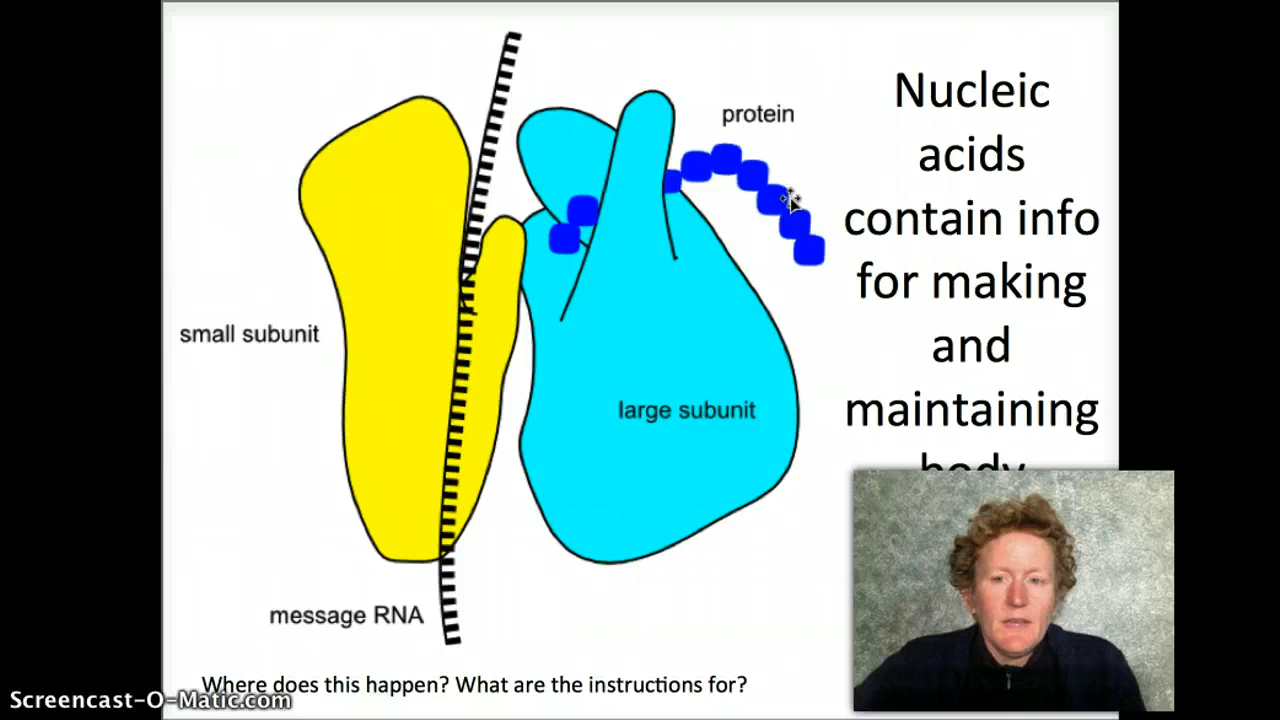 protein
Nucleic
acids
contain info
for making
and
maintaining
body
small subunit
large subunit
message RNA
Where does this happen? What are the instructions for?
Screencast-O-Matic.com